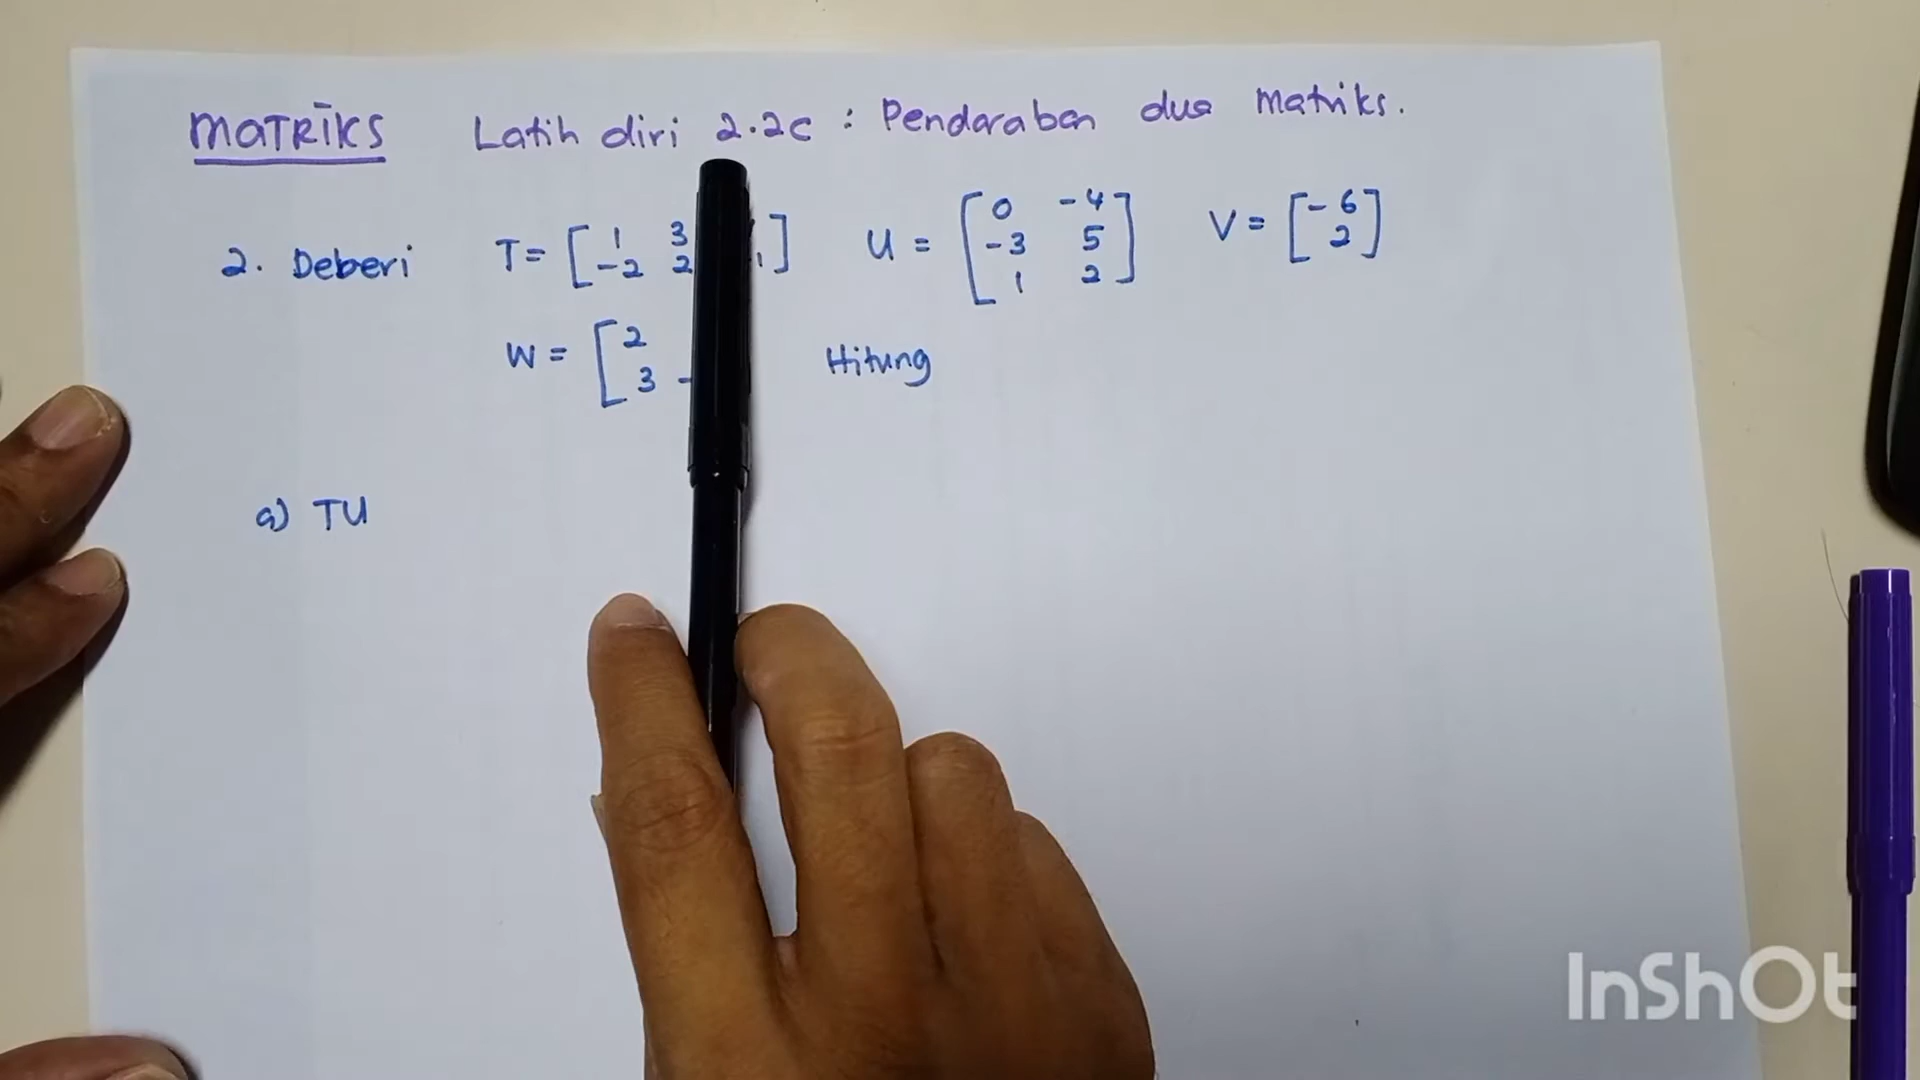 MATRIKS Latih diri 2.2c : Pendaraban dua Matriks.
2. Deberi T = [ 1 3
-2 2 ] U = [ 0 -4
-3 5
1 2 ] V = [ -6
2 ]
W = [ 2
3 - Hitung
a) TU
InShOt